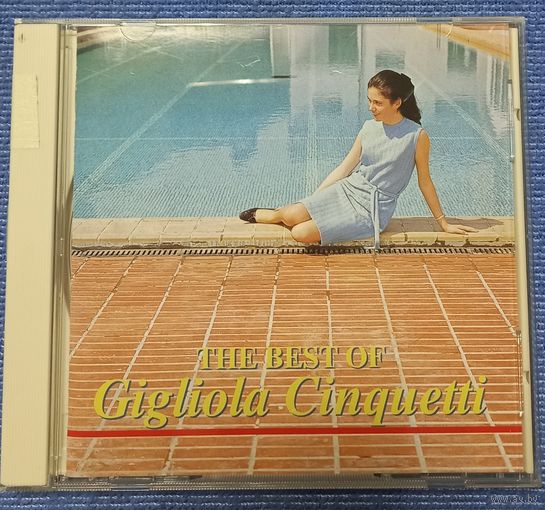 THE BEST OF
Gigliola Cinquetti